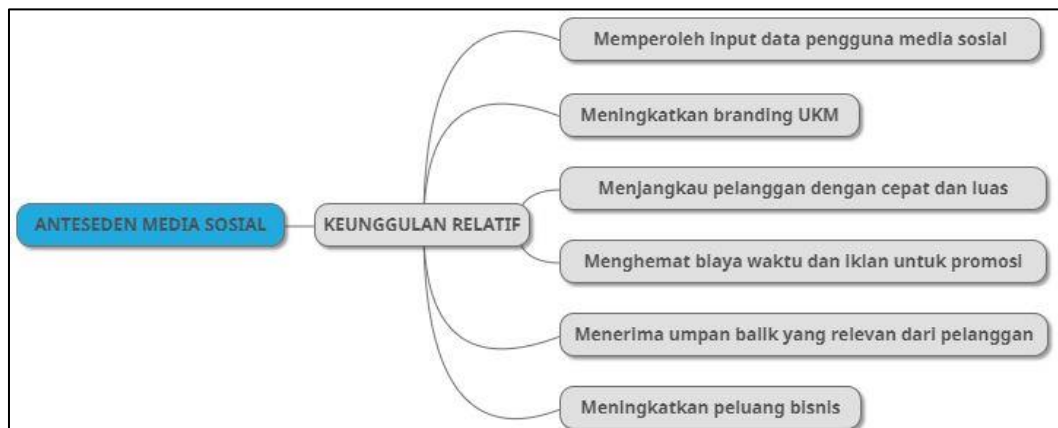 Memperoleh input data pengguna media sosial
Meningkatkan branding UKM
Menjangkau pelanggan dengan cepat dan luas
ANTESEDEN MEDIA SOSIAL
KEUNGGULAN RELATIF
Menghemat biaya waktu dan iklan untuk promosi
Menerima umpan balik yang relevan dari pelanggan
Meningkatkan peluang bisnis